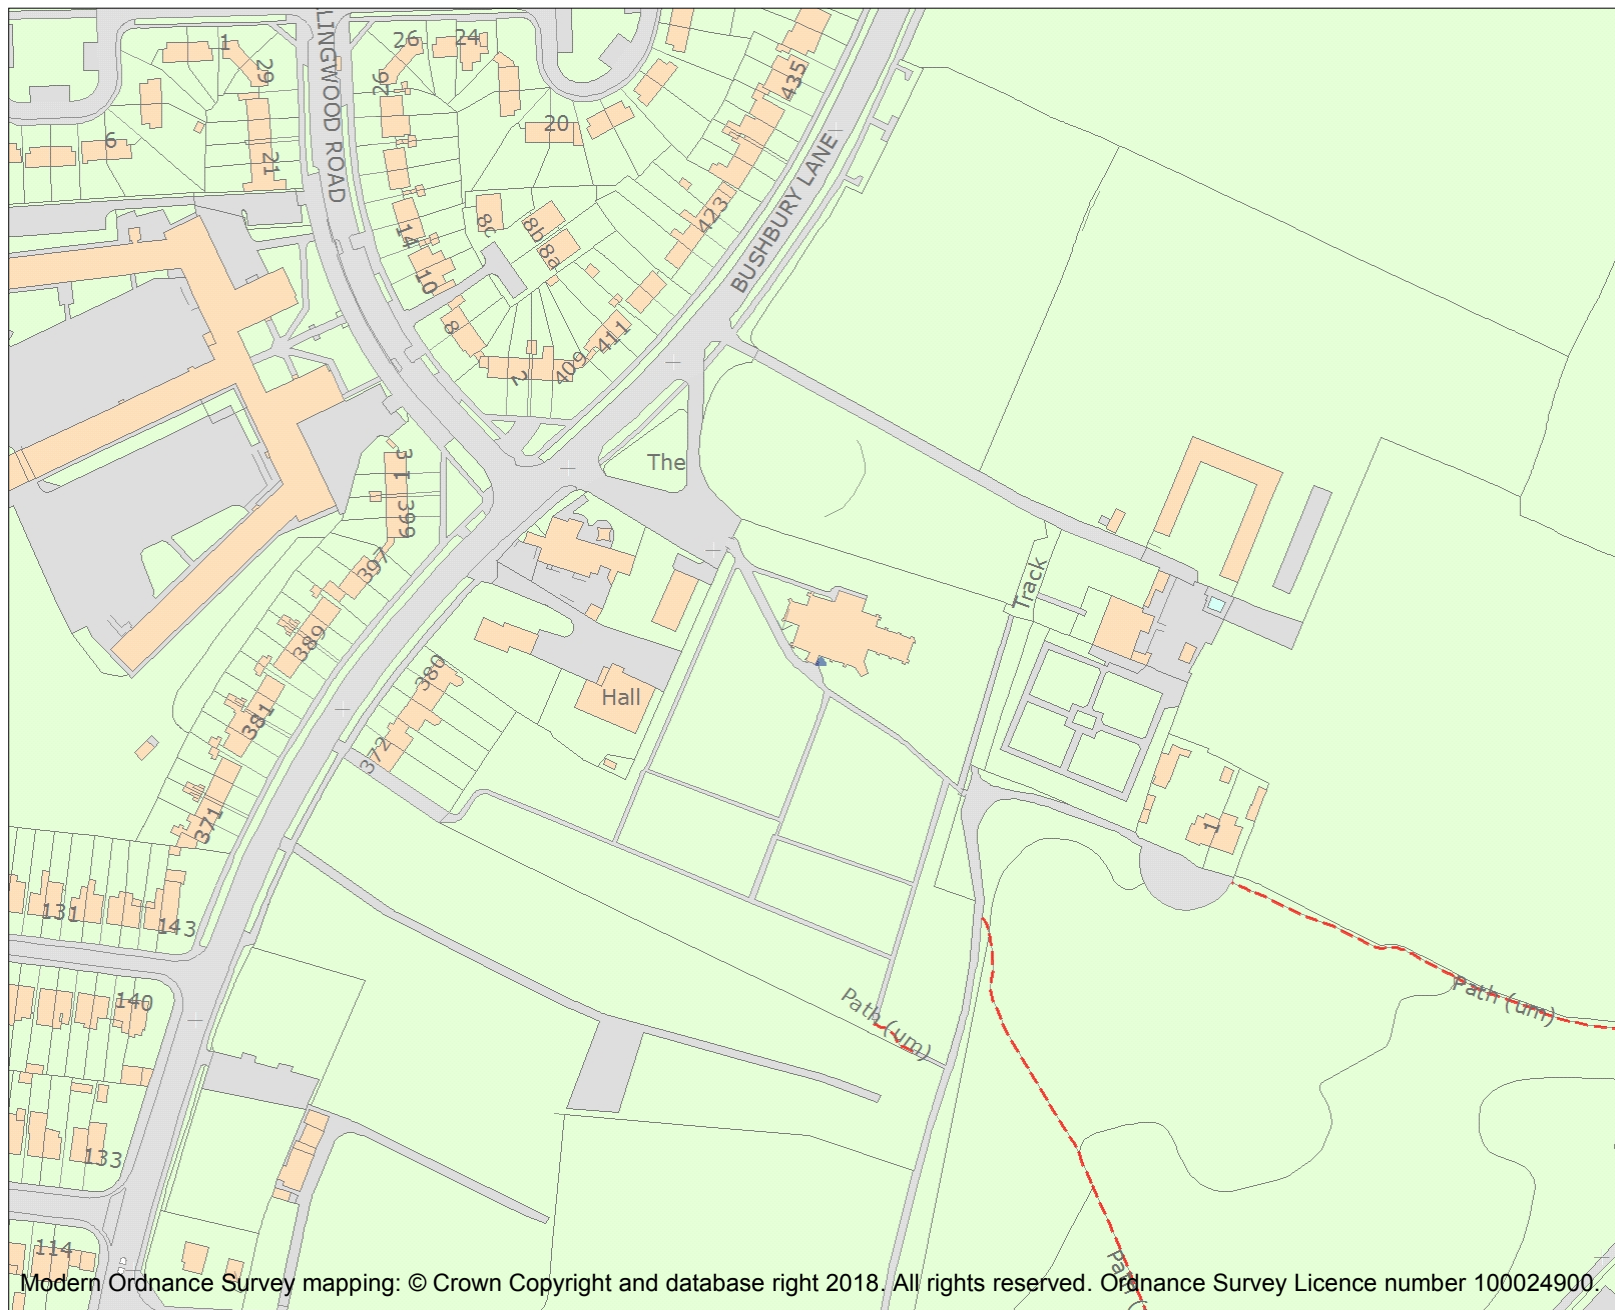 LINGWOOD ROAD
1
29
26
24
26
435
6
21
20
BUSHBURY LANE
14
8c
8b
8a
423
10
8
2
409
411
The
3
1
399
397
389
380
Hall
381
372
371
Track
1
131
143
140
Path (um)
Path (um)
133
114
Path (
Modern Ordnance Survey mapping: © Crown Copyright and database right 2018. All rights reserved. Ordnance Survey Licence number 100024900.